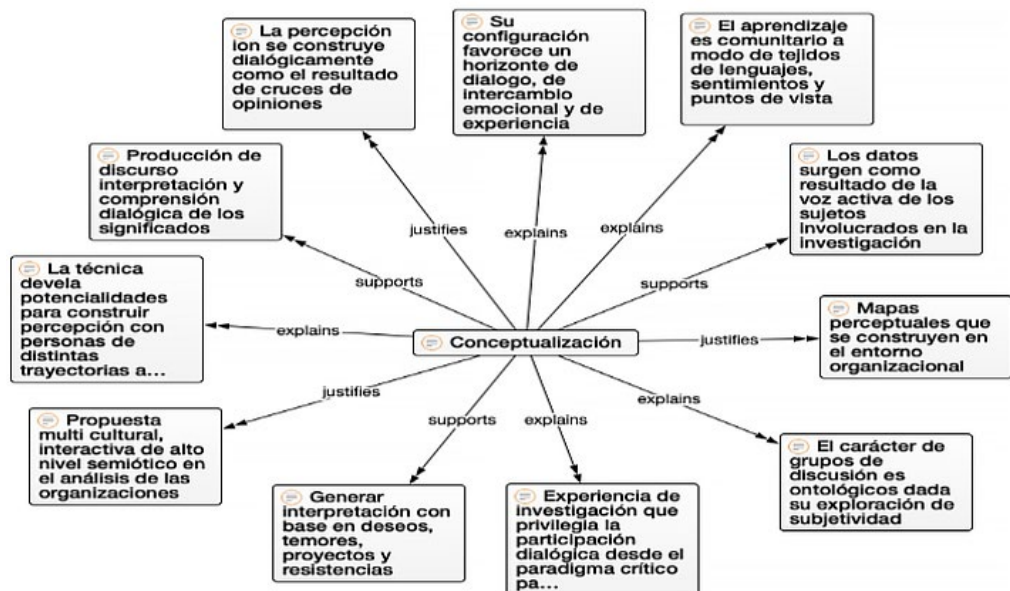 La percepción
ion se construye
dialógicamente
como el resultado
de cruces de
opiniones
Su
configuración
favorece un
horizonte de
dialogo, de
intercambio
emocional y de
experiencia
El aprendizaje
es comunitario a
modo de tejidos
de lenguajes,
sentimientos y
puntos de vista
Producción de
discurso
interpretación y
comprensión
dialógica de los
significados
Los datos
surgen como
resultado de la
voz activa de los
sujetos
involucrados en la
investigación
justifies
explains
explains
supports
supports
La técnica
devela
potencialidades
para construir
percepción con
personas de
distintas
trayectorias a...
explains
Conceptualización
justifies
Mapas
perceptuales que
se construyen en
el entorno
organizacional
justifies
supports
explains
explains
Propuesta
multi cultural,
interactiva de alto
nivel semiótico en
el análisis de las
organizaciones
Generar
interpretación con
base en deseos,
temores,
proyectos y
resistencias
Experiencia de
investigación que
privilegia la
participación
dialógica desde el
paradigma crítico
pa...
El carácter de
grupos de
discusión es
ontológicos dada
su exploración de
subjetividad